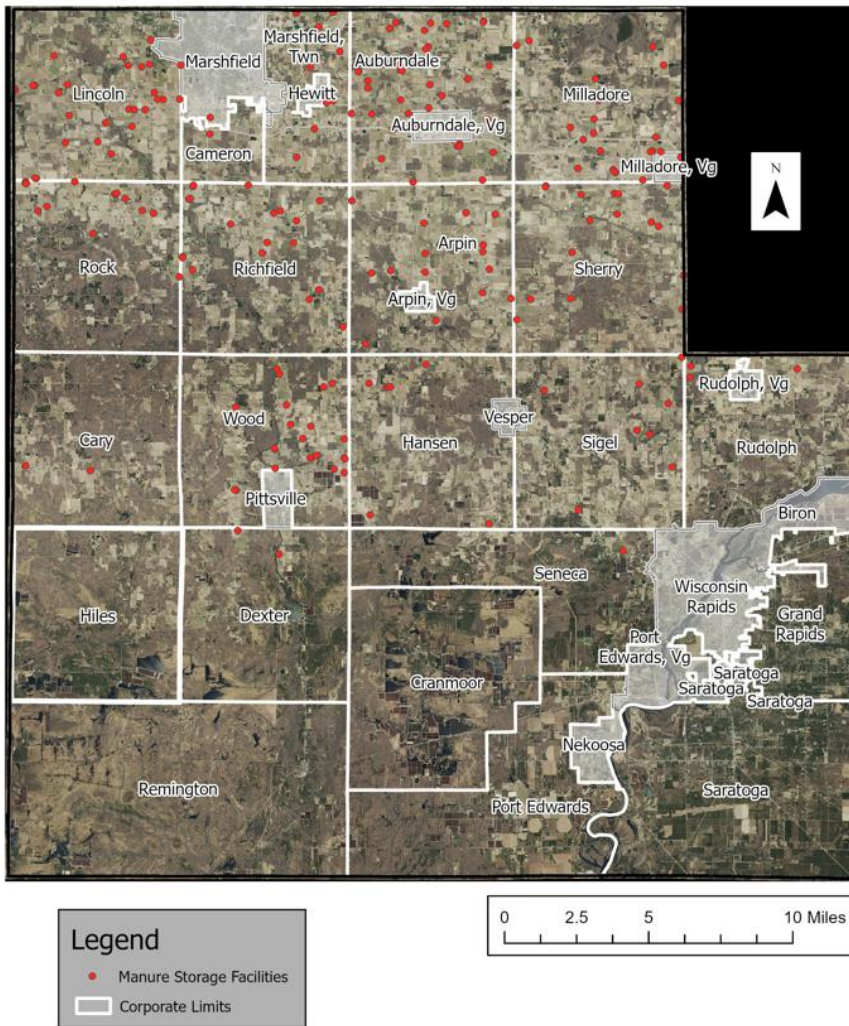 Marshfield
Marshfield,
Twn
Auburndale
Lincoln
Hewitt
Milladore
Auburndale, Vg
Cameron
Milladore, Vg
N
Rock
Richfield
Arpin
Sherry
Arpin, Vg
Rudolph, Vg
Cary
Wood
Hansen
Vesper
Sigel
Rudolph
Pittsville
Biron
Hiles
Dexter
Seneca
Wisconsin
Rapids
Grand
Rapids
Port
Edwards, Vg
Cranmoor
Saratoga
Saratoga
Saratoga
Nekoosa
Remington
Port Edwards
Saratoga
0 2.5 5 10 Miles
Legend
Manure Storage Facilities
Corporate Limits